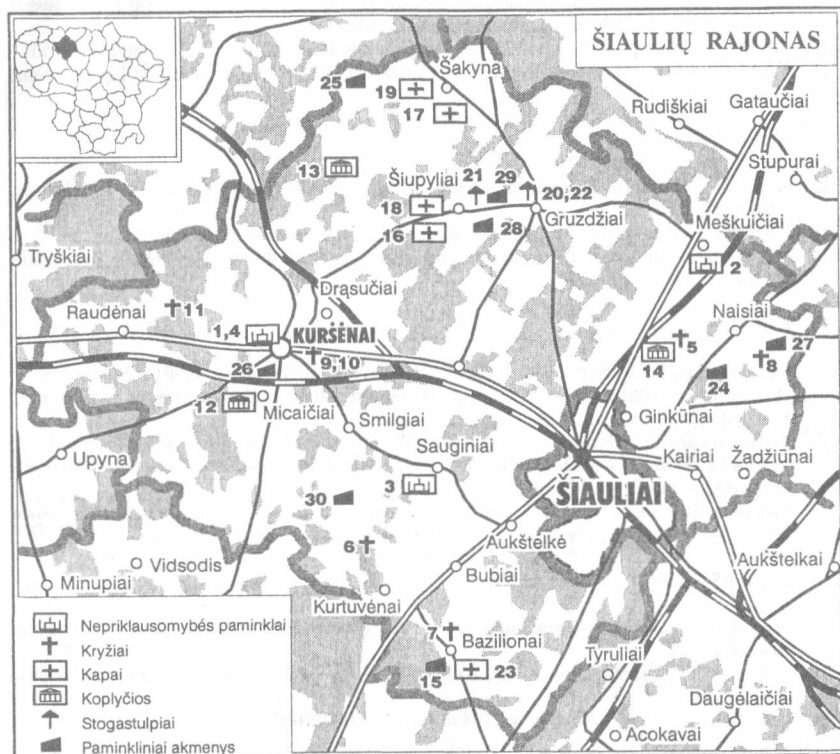 ŠIAULIŲ RAJONAS
25
19
Šakyna
17
Rudiškiai
Gataučiai
Stupurai
13
21
29
20,22
Šiupyliai
18
16
28
Gruzdžiai
Meškuičiai
2
Tryškiai
Drąsučiai
Raudėnai
11
1,4
KURŠĖNAI
9,10
26
12
Micaičiai
Smilgiai
Naisiai
5
14
27
8
24
Ginkūnai
Upyna
Sauginiai
3
ŠIAULIAI
Kairiai
Žadžiūnai
30
6
Aukštelkė
Aukštelkai
Vidsodis
Minupiai
Bubiai
Kurtuvėnai
7
Bazilionai
15
23
Tyruliai
Daugėlaičiai
Acokavai
Nepriklausomybės paminklai
Kryžiai
Kapai
Koplyčios
Stogastulpiai
Paminkliniai akmenys